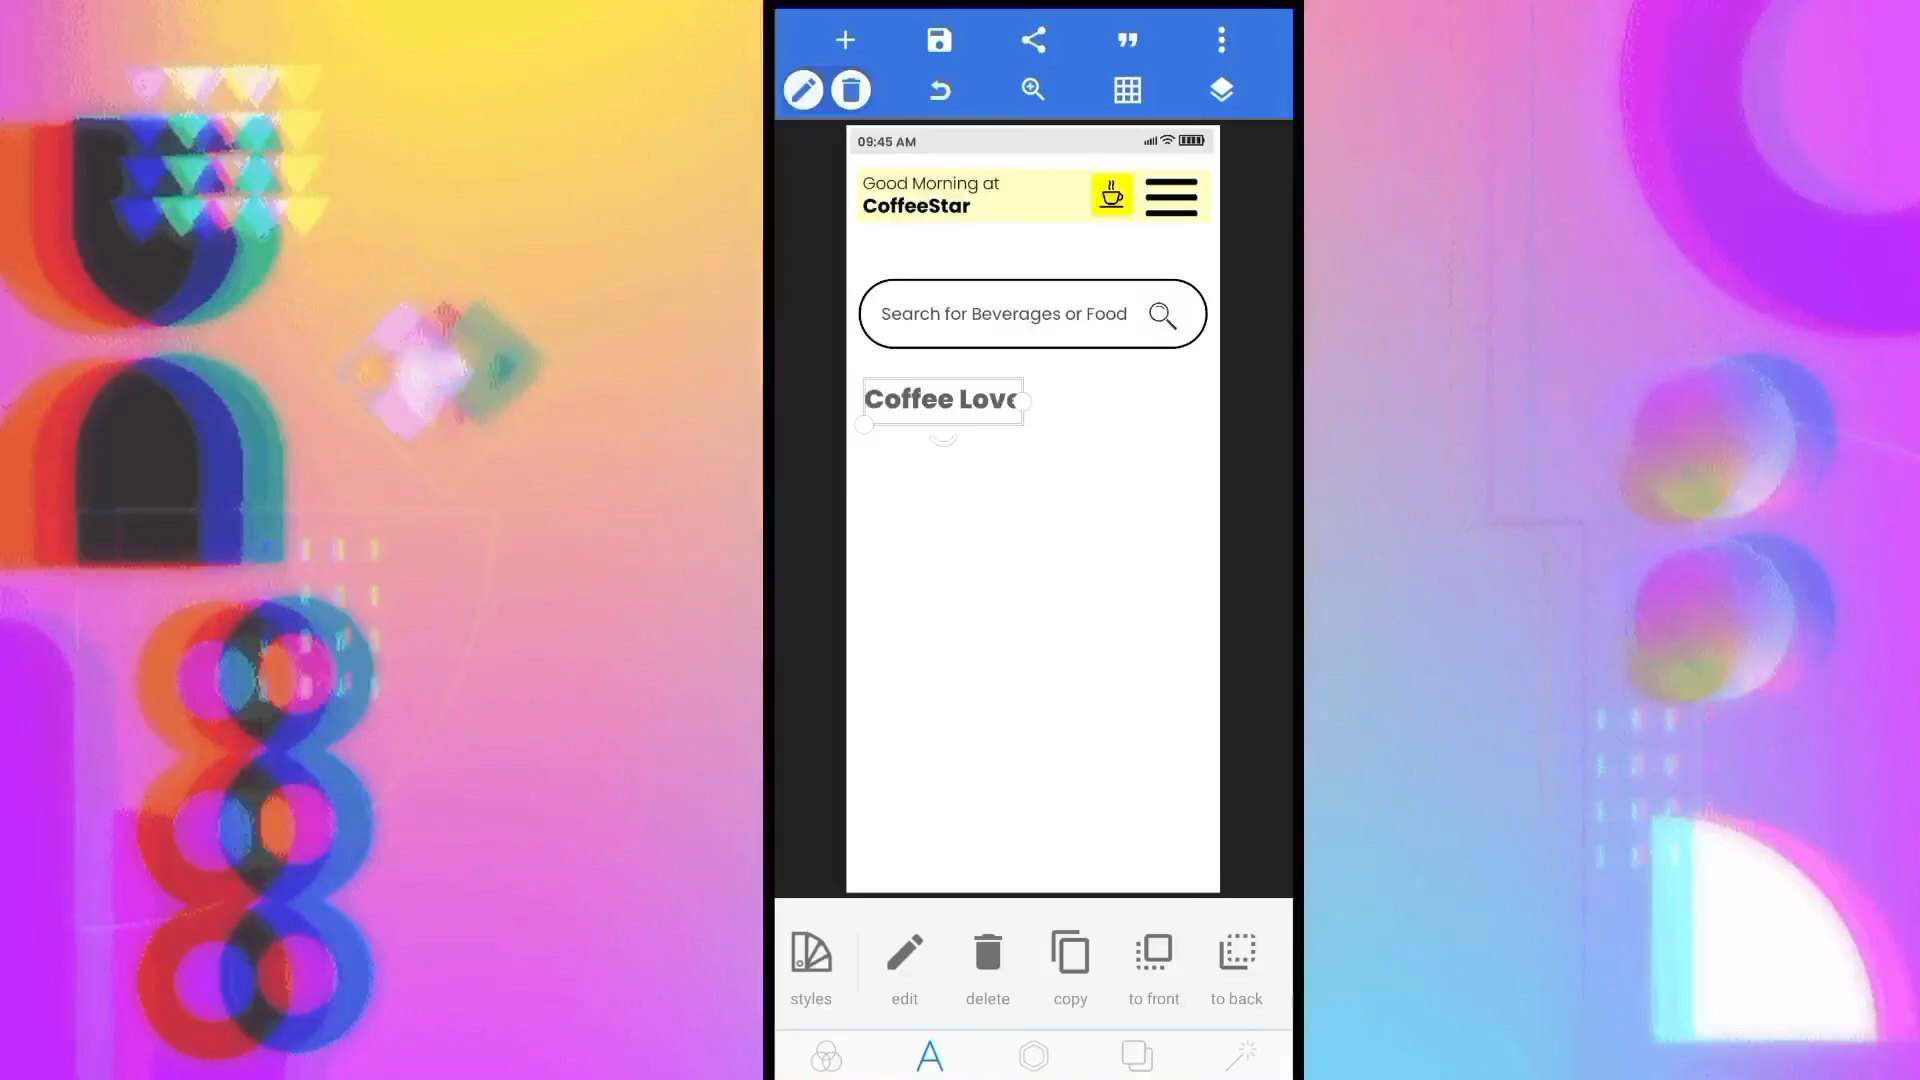 09:45 AM
Good Morning at
CoffeeStar
Search for Beverages or Food
Coffee Love
styles
edit
delete
copy
to front
to back